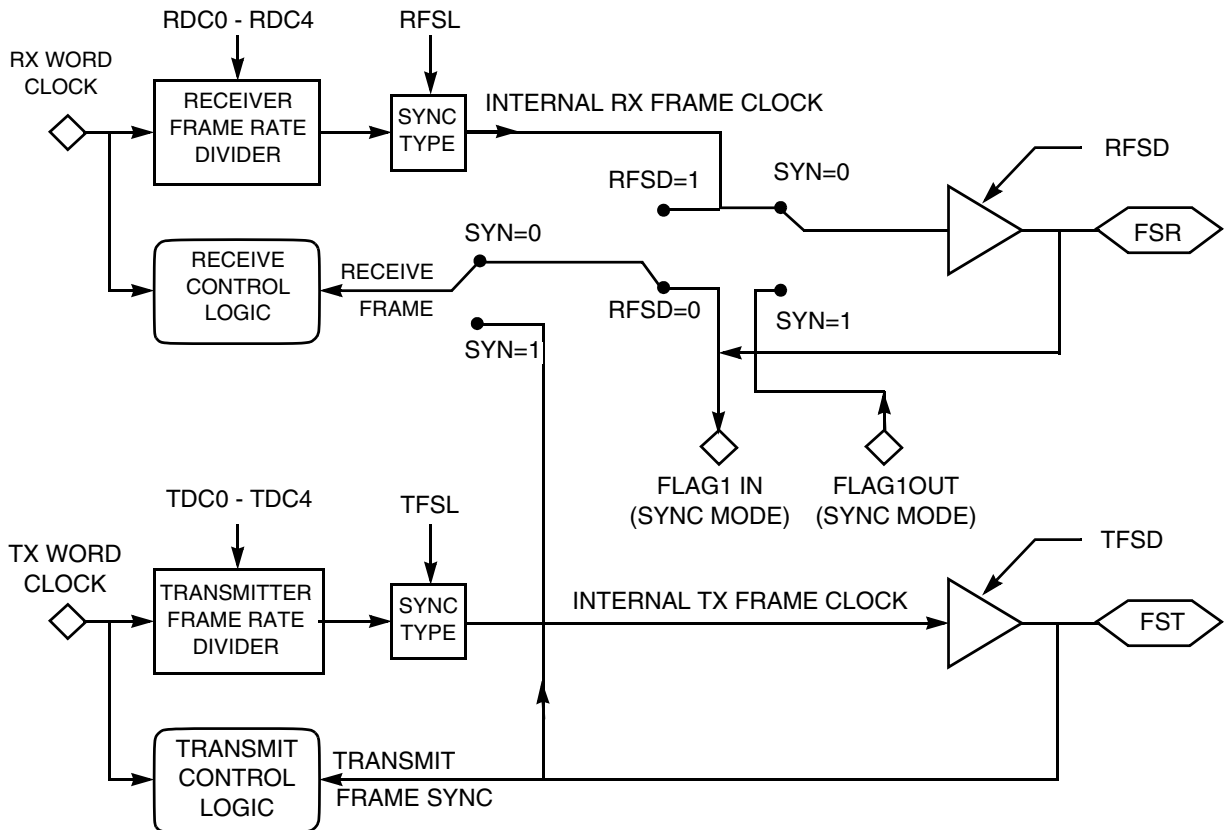 RDC0 - RDC4
RFSL
RX WORD
CLOCK
RECEIVER
FRAME RATE
DIVIDER
SYNC
TYPE
INTERNAL RX FRAME CLOCK
RFSD=1
SYN=0
RFSD
FSR
RECEIVE
CONTROL
LOGIC
RECEIVE
FRAME
SYN=0
SYN=1
RFSD=0
SYN=1
FLAG1 IN
(SYNC MODE)
FLAG1OUT
(SYNC MODE)
TDC0 - TDC4
TFSL
TX WORD
CLOCK
TRANSMITTER
FRAME RATE
DIVIDER
SYNC
TYPE
INTERNAL TX FRAME CLOCK
TFSD
FST
TRANSMIT
CONTROL
LOGIC
TRANSMIT
FRAME SYNC